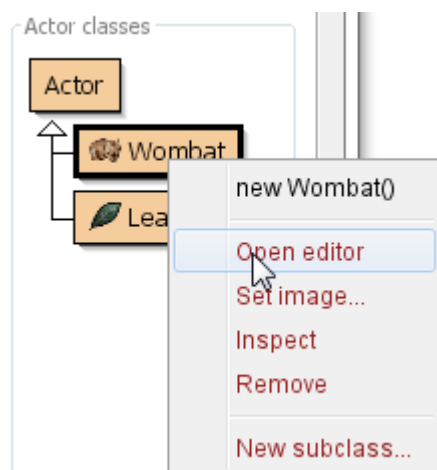 Actor classes
Actor
Wombat
Lea
new Wombat()
Open editor
Set image...
Inspect
Remove
New subclass...